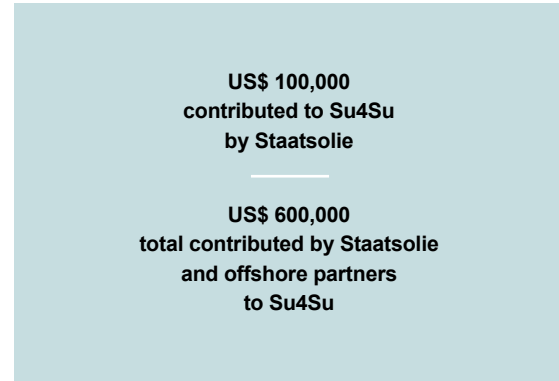 US$ 100,000
contributed to Su4Su
by Staatsolie
US$ 600,000
total contributed by Staatsolie
and offshore partners
to Su4Su